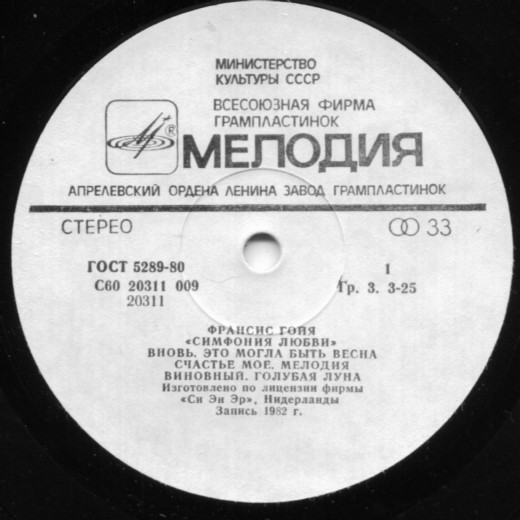 МИНИСТЕРСТВО
КУЛЬТУРЫ СССР
ВСЕСОЮЗНАЯ ФИРМА
ГРАМПЛАСТИНОК
®
МЕЛОДИЯ
АПРЕЛЕВСКИЙ ОРДЕНА ЛЕНИНА ЗАВОД ГРАМПЛАСТИНОК
СТЕРЕО 33
ГОСТ 5289-80 1
С60 20311 009 Гр. 3. 3-25
20311
ФРАНСИС ГОЙЯ
«СИМФОНИЯ ЛЮБВИ»
ВНОВЬ. ЭТО МОГЛА БЫТЬ ВЕСНА
СЧАСТЬЕ МОЕ. МЕЛОДИЯ
ВИНОВНЫЙ. ГОЛУБАЯ ЛУНА
Изготовлено по лицензии фирмы
«Си Эн Эр», Нидерланды
Запись 1982 г.